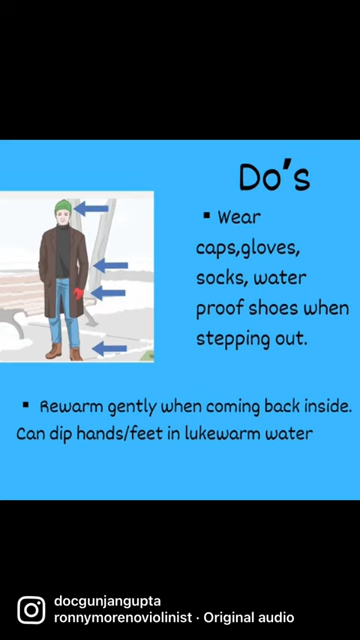 Do's
▪ Wear
caps,gloves,
socks, water
proof shoes when
stepping out.
▪ Rewarm gently when coming back inside.
Can dip hands/feet in lukewarm water
docgunjangupta
ronnymorenoviolinist · Original audio